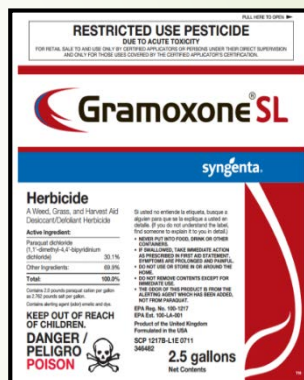 PULL HERE TO OPEN
RESTRICTED USE PESTICIDE
DUE TO ACUTE TOXICITY
FOR RETAIL SALE TO AND USE ONLY BY CERTIFIED APPLICATORS OR PERSONS UNDER THEIR DIRECT SUPERVISION
AND ONLY FOR THOSE USES COVERED BY THE CERTIFIED APPLICATOR'S CERTIFICATION.
Gramoxone® SL
syngenta®
Herbicide
A Weed, Grass, and Harvest Aid
Desiccant/Defoliant Herbicide
Active Ingredient:
Paraquat dichloride
(1,1'-dimethyl-4,4'-bipyridinium
dichloride) 30.1%
Other Ingredients: 69.9%
Total: 100.0%
Contains 2.0 pounds paraquat cation per gallon
as 2.762 pounds salt per gallon.
Contains alerting agent (odor) emetic and dye.
KEEP OUT OF REACH
OF CHILDREN.
DANGER /
PELIGRO
POISON
Si usted no entiende la etiqueta, busque a
alguien para que se la explique a usted en
detalle. (If you do not understand the label,
find someone to explain it to you in detail.)
• NEVER PUT INTO FOOD, DRINK OR OTHER
CONTAINERS.
• IF SWALLOWED, TAKE IMMEDIATE ACTION
AS PRESCRIBED IN FIRST AID STATEMENT.
SYMPTOMS ARE PROLONGED AND PAINFUL.
• DO NOT USE OR STORE IN OR AROUND THE
HOME.
• DO NOT REMOVE CONTENTS EXCEPT FOR
IMMEDIATE USE.
• THE ODOR OF THIS PRODUCT IS FROM THE
ALERTING AGENT WHICH HAS BEEN ADDED,
NOT FROM PARAQUAT.
EPA Reg. No. 100-1217
EPA Est. 100-LA-001
Product of the United Kingdom
Formulated in the USA
SCP 1217B-L1E 0711
346482
2.5 gallons
Net Contents